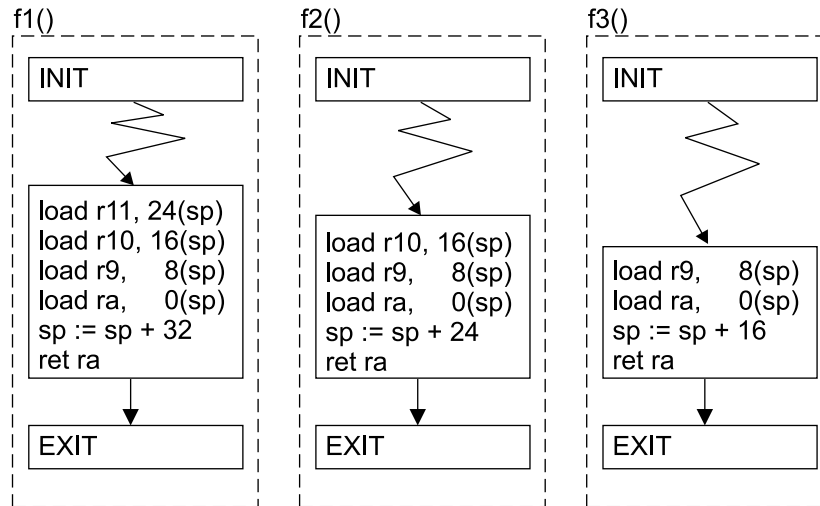 f1()
INIT
load r11, 24(sp)
load r10, 16(sp)
load r9, 8(sp)
load ra, 0(sp)
sp := sp + 32
ret ra
EXIT
f2()
INIT
load r10, 16(sp)
load r9, 8(sp)
load ra, 0(sp)
sp := sp + 24
ret ra
EXIT
f3()
INIT
load r9, 8(sp)
load ra, 0(sp)
sp := sp + 16
ret ra
EXIT